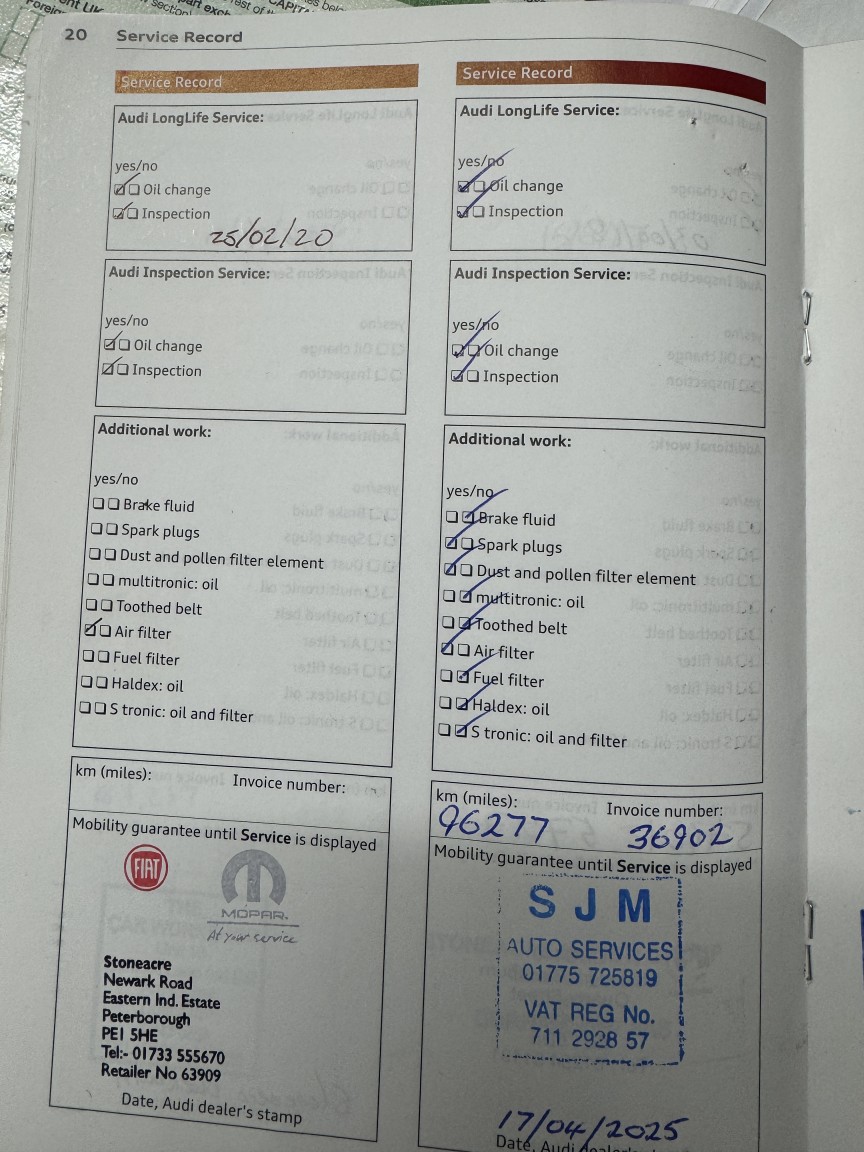 20 Service Record
Service Record
Audi LongLife Service:
yes/no
Oil change
Inspection
25/02/20
Audi Inspection Service:
yes/no
Oil change
Inspection
Additional work:
yes/no
Brake fluid
Spark plugs
Dust and pollen filter element
multitronic: oil
Toothed belt
Air filter
Fuel filter
Haldex: oil
S tronic: oil and filter
km (miles): Invoice number:
Mobility guarantee until Service is displayed
FIAT
MOPAR.
At your service
Stoneacre
Newark Road
Eastern Ind. Estate
Peterborough
PE1 5HE
Tel:- 01733 555670
Retailer No 63909
Date, Audi dealer's stamp
Service Record
Audi LongLife Service:
yes/no
Oil change
Inspection
Audi Inspection Service:
yes/no
Oil change
Inspection
Additional work:
yes/no
Brake fluid
Spark plugs
Dust and pollen filter element
multitronic: oil
Toothed belt
Air filter
Fuel filter
Haldex: oil
S tronic: oil and filter
km (miles): Invoice number:
96277 36902
Mobility guarantee until Service is displayed
S J M
AUTO SERVICES
01775 725819
VAT REG No.
711 2928 57
17/04/2025
Date, Audi dealer's